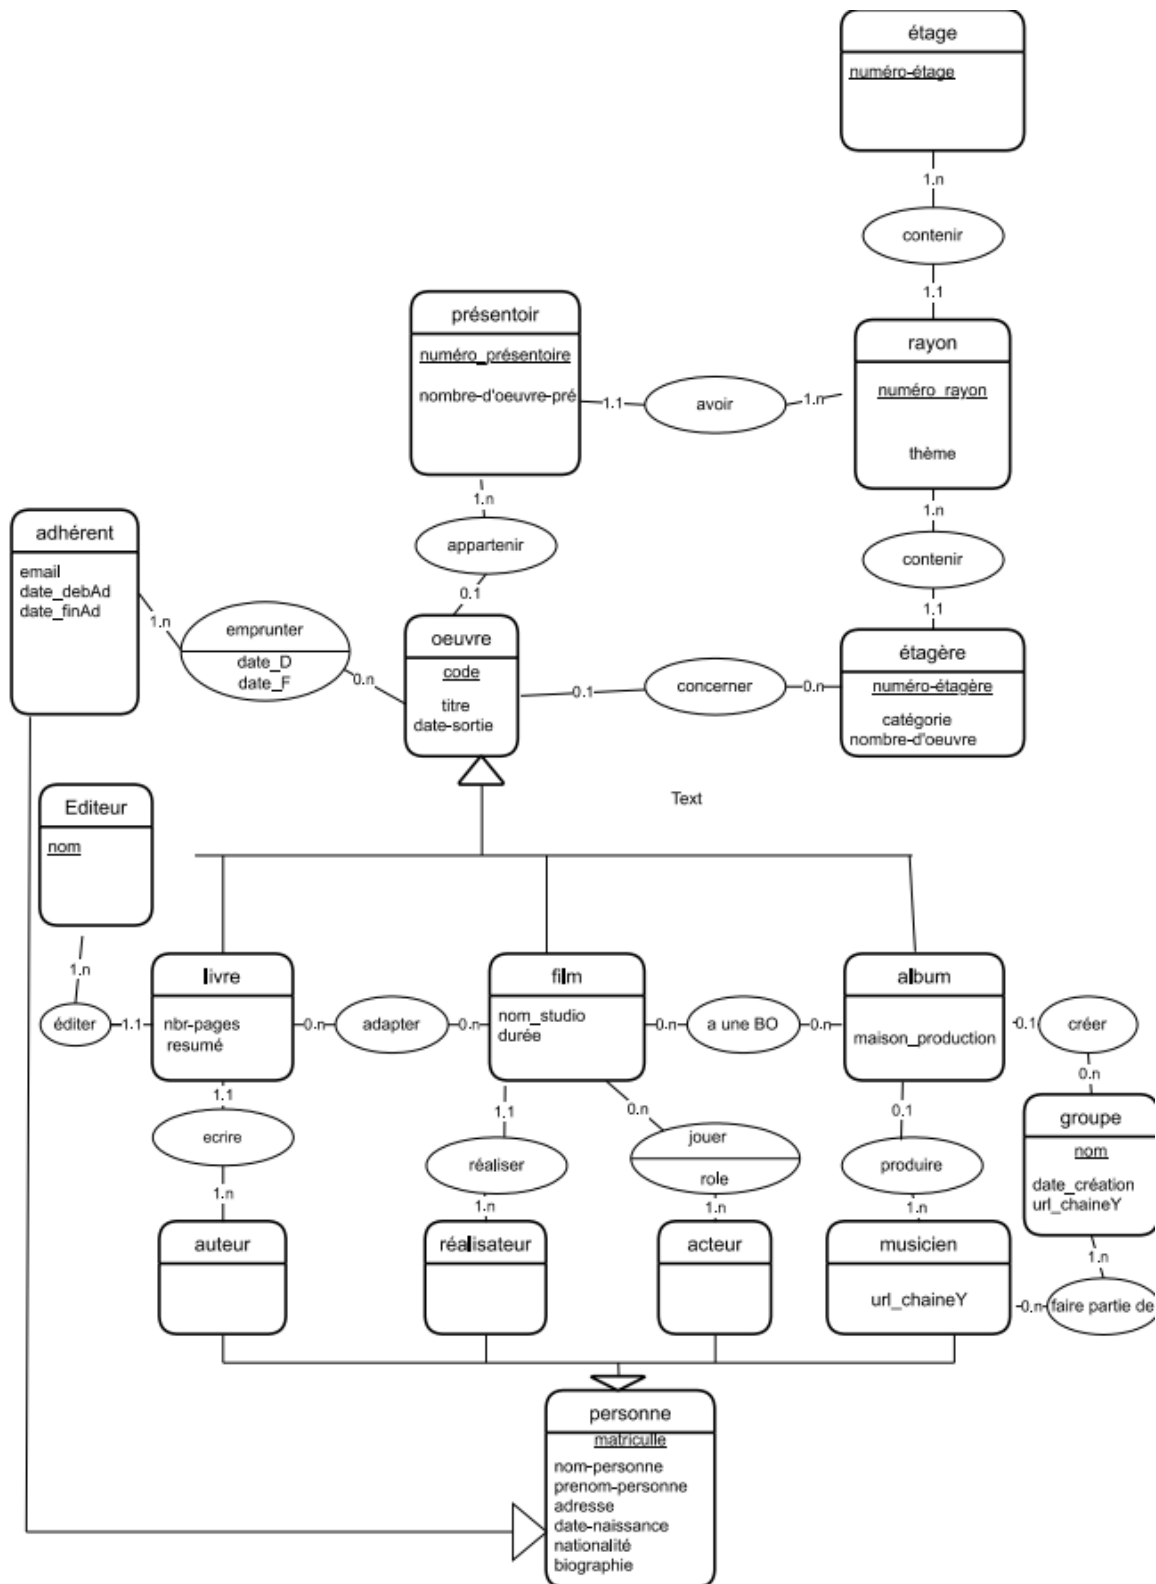 étage
numéro-étage
1.n
contenir
1.1
présentoir
numéro_présentoire
nombre-d'oeuvre-pré
1.1
avoir
1.n
rayon
numéro_rayon
thème
1.n
appartenir
0.1
1.n
contenir
1.1
adhérent
email
date_debAd
date_finAd
1.n
emprunter
date_D
date_F
0.n
oeuvre
code
titre
date-sortie
0.1
concerner
0.n
étagère
numéro-étagère
catégorie
nombre-d'oeuvre
Text
Editeur
nom
1.n
éditer
1.1
livre
nbr-pages
resumé
0.n
adapter
0.n
film
nom_studio
durée
0.n
a une BO
0.n
album
maison_production
0.1
créer
0.n
groupe
nom
date_création
url_chaineY
1.1
ecrire
1.n
1.1
réaliser
1.n
0.n
jouer
role
1.n
0.1
produire
1.n
auteur
réalisateur
acteur
musicien
url_chaineY
1.n
0.n
faire partie de
personne
matriculle
nom-personne
prenom-personne
adresse
date-naissance
nationalité
biographie